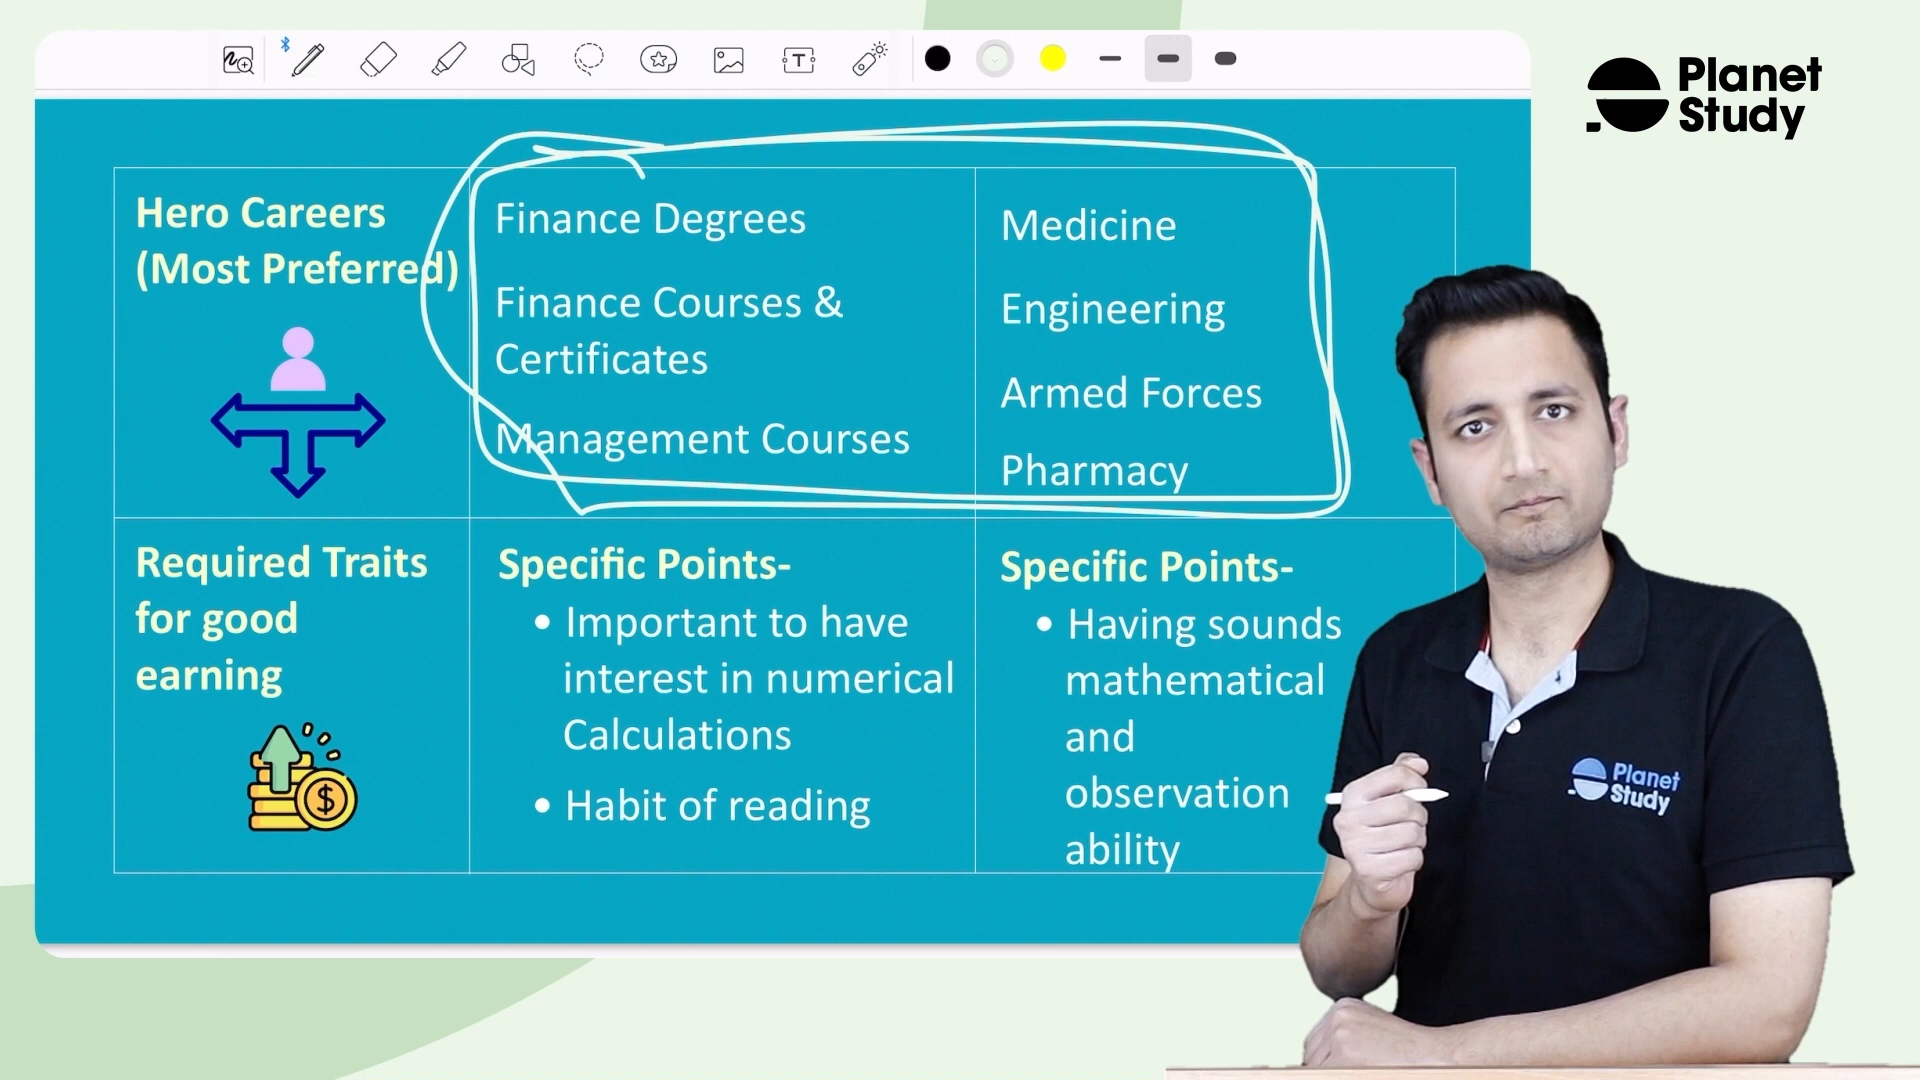 Planet
Study
Hero Careers
(Most Preferred)
Finance Degrees
Finance Courses &
Certificates
Management Courses
Medicine
Engineering
Armed Forces
Pharmacy
Required Traits
for good
earning
Specific Points-
• Important to have
interest in numerical
Calculations
• Habit of reading
Specific Points-
• Having sounds
mathematical
and
observation
ability
Planet
Study
T
$